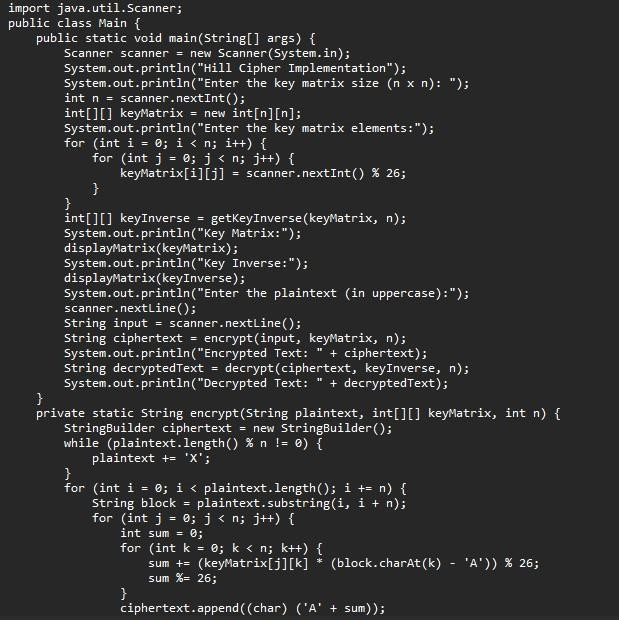 import java.util.Scanner;
public class Main {
    public static void main(String[] args) {
        Scanner scanner = new Scanner(System.in);
        System.out.println("Hill Cipher Implementation");
        System.out.println("Enter the key matrix size (n x n): ");
        int n = scanner.nextInt();
        int[][] keyMatrix = new int[n][n];
        System.out.println("Enter the key matrix elements:");
        for (int i = 0; i < n; i++) {
            for (int j = 0; j < n; j++) {
                keyMatrix[i][j] = scanner.nextInt() % 26;
            }
        }
        int[][] keyInverse = getKeyInverse(keyMatrix, n);
        System.out.println("Key Matrix:");
        displayMatrix(keyMatrix);
        System.out.println("Key Inverse:");
        displayMatrix(keyInverse);
        System.out.println("Enter the plaintext (in uppercase):");
        scanner.nextLine();
        String input = scanner.nextLine();
        String ciphertext = encrypt(input, keyMatrix, n);
        System.out.println("Encrypted Text: " + ciphertext);
        String decryptedText = decrypt(ciphertext, keyInverse, n);
        System.out.println("Decrypted Text: " + decryptedText);
    }
    private static String encrypt(String plaintext, int[][] keyMatrix, int n) {
        StringBuilder ciphertext = new StringBuilder();
        while (plaintext.length() % n != 0) {
            plaintext += 'X';
        }
        for (int i = 0; i < plaintext.length(); i += n) {
            String block = plaintext.substring(i, i + n);
            for (int j = 0; j < n; j++) {
                int sum = 0;
                for (int k = 0; k < n; k++) {
                    sum += (keyMatrix[j][k] * (block.charAt(k) - 'A')) % 26;
                    sum %= 26;
                }
                ciphertext.append((char) ('A' + sum));